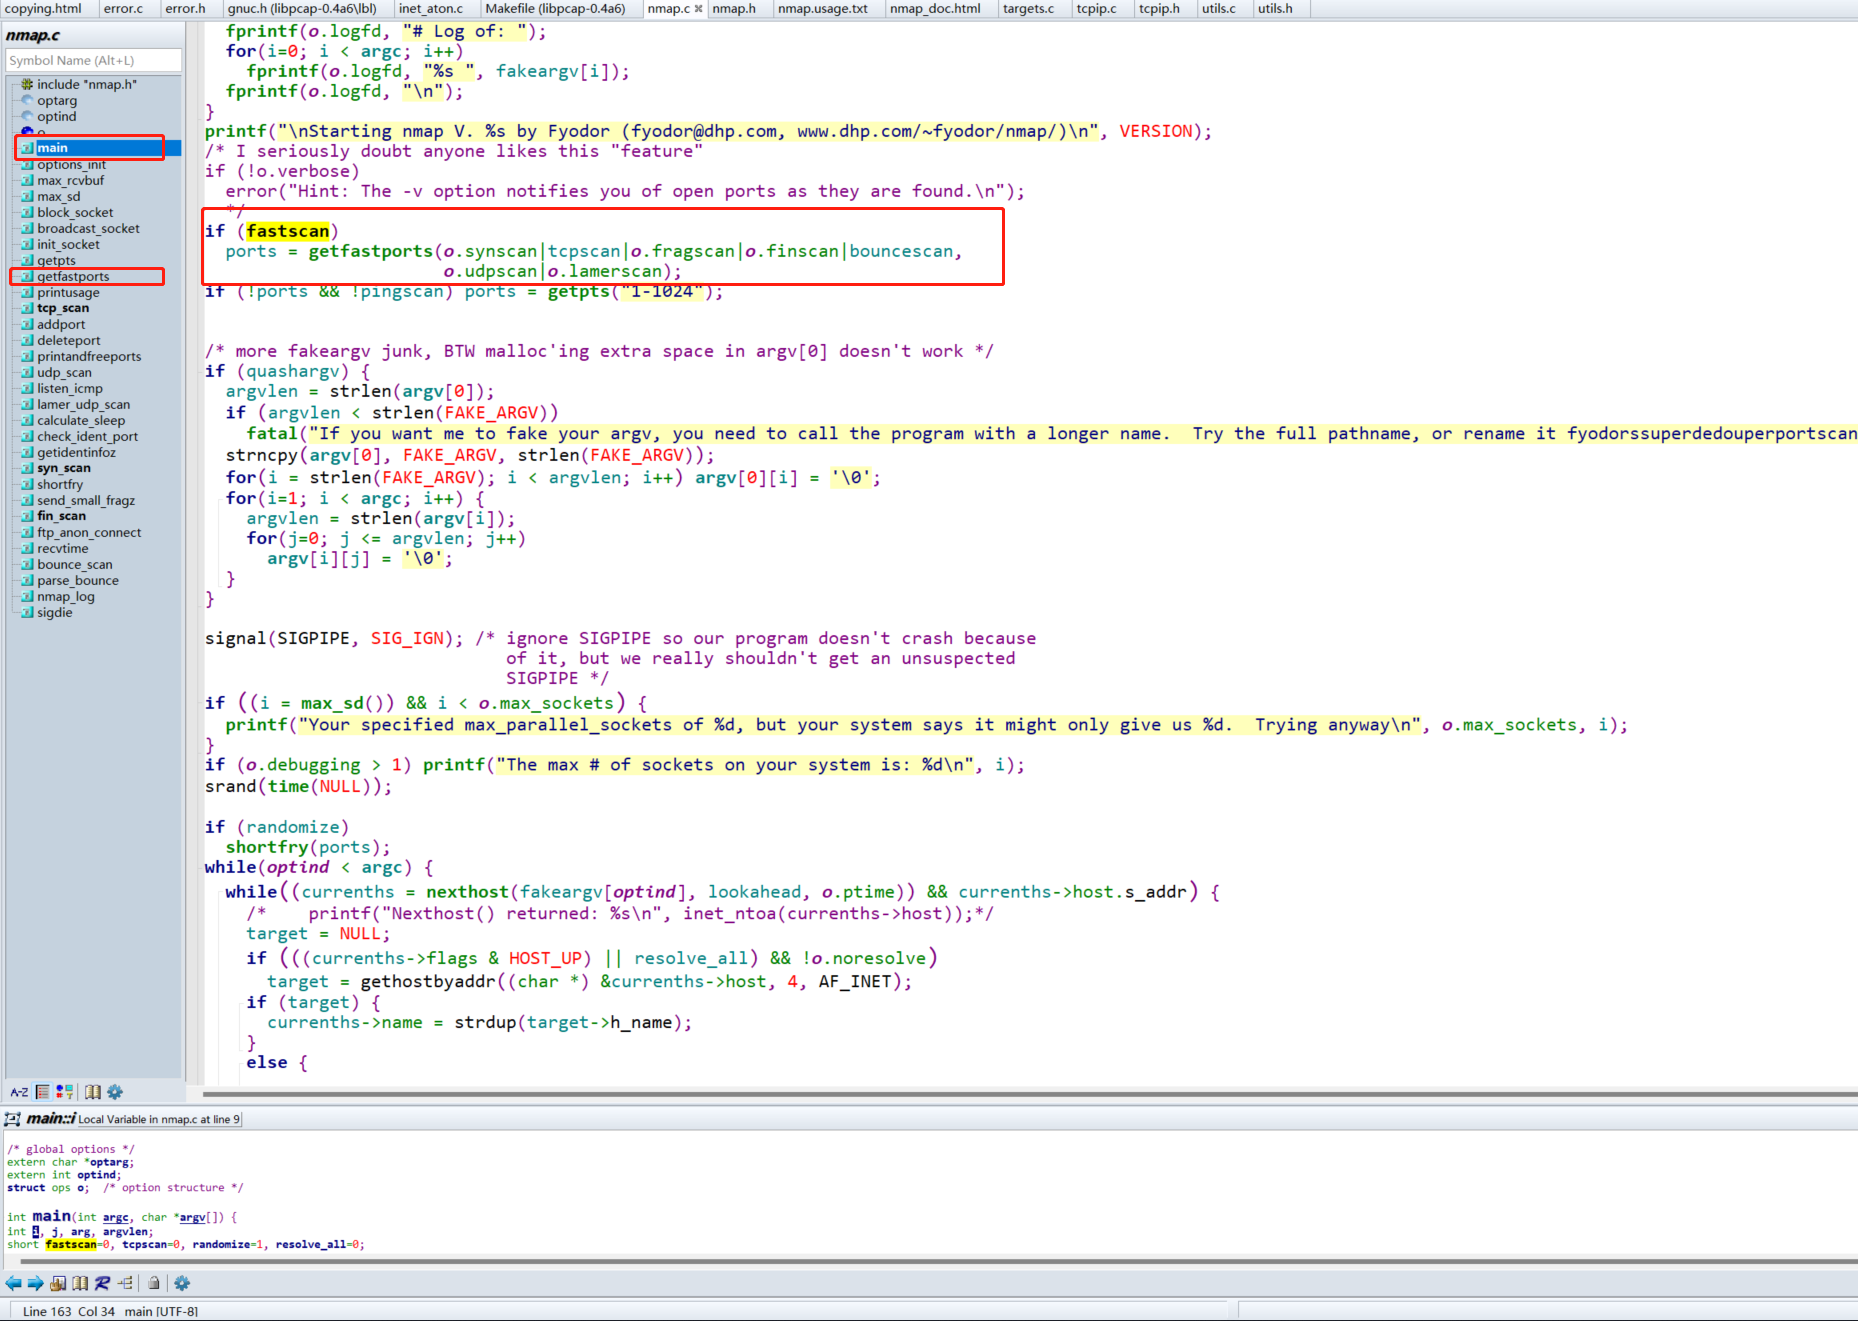 copying.html error.c error.h gnuc.h (libpcap-0.4a6\lbl) inet_aton.c Makefile (libpcap-0.4a6) nmap.c nmap.h nmap.usage.txt nmap_doc.html targets.c tcpip.c tcpip.h utils.c utils.h
nmap.c
Symbol Name (Alt+L)
include "nmap.h"
optarg
optind
o
main
options_init
max_rcvbuf
max_sd
block_socket
broadcast_socket
init_socket
getpts
getfastports
printusage
tcp_scan
addport
deleteport
printandfreeports
udp_scan
listen_icmp
lamer_udp_scan
calculate_sleep
check_ident_port
getidentinfoz
syn_scan
shortfry
send_small_fragz
fin_scan
ftp_anon_connect
recvtime
bounce_scan
parse_bounce
nmap_log
sigdie
A-Z
fprintf(o.logfd, "# Log of: ");
for(i=0; i < argc; i++)
fprintf(o.logfd, "%s ", fakeargv[i]);
fprintf(o.logfd, "\n");
}
printf("\nStarting nmap V. %s by Fyodor (fyodor@dhp.com, www.dhp.com/~fyodor/nmap/)\n", VERSION);
/* I seriously doubt anyone likes this "feature"
if (!o.verbose)
error("Hint: The -v option notifies you of open ports as they are found.\n");
*/
if (fastscan)
ports = getfastports(o.synscan|tcpscan|o.fragscan|o.finscan|bouncescan,
o.udpscan|o.lamerscan);
if (!ports && !pingscan) ports = getpts("1-1024");
/* more fakeargv junk, BTW malloc'ing extra space in argv[0] doesn't work */
if (quashargv) {
argvlen = strlen(argv[0]);
if (argvlen < strlen(FAKE_ARGV))
fatal("If you want me to fake your argv, you need to call the program with a longer name.  Try the full pathname, or rename it fyodorssuperdedouperportscan
strncpy(argv[0], FAKE_ARGV, strlen(FAKE_ARGV));
for(i = strlen(FAKE_ARGV); i < argvlen; i++) argv[0][i] = '\0';
for(i=1; i < argc; i++) {
argvlen = strlen(argv[i]);
for(j=0; j <= argvlen; j++)
argv[i][j] = '\0';
}
}
signal(SIGPIPE, SIG_IGN); /* ignore SIGPIPE so our program doesn't crash because
of it, but we really shouldn't get an unsuspected
SIGPIPE */
if ((i = max_sd()) && i < o.max_sockets) {
printf("Your specified max_parallel_sockets of %d, but your system says it might only give us %d.  Trying anyway\n", o.max_sockets, i);
}
if (o.debugging > 1) printf("The max # of sockets on your system is: %d\n", i);
srand(time(NULL));
if (randomize)
shortfry(ports);
while(optind < argc) {
while((currenths = nexthost(fakeargv[optind], lookahead, o.ptime)) && currenths->host.s_addr) {
/*    printf("Nexthost() returned: %s\n", inet_ntoa(currenths->host));*/
target = NULL;
if (((currenths->flags & HOST_UP) || resolve_all) && !o.noresolve)
target = gethostbyaddr((char *) &currenths->host, 4, AF_INET);
if (target) {
currenths->name = strdup(target->h_name);
}
else {
main::i Local Variable in nmap.c at line 9
/* global options */
extern char *optarg;
extern int optind;
struct ops o;  /* option structure */
int main(int argc, char *argv[]) {
int i, j, arg, argvlen;
short fastscan=0, tcpscan=0, randomize=1, resolve_all=0;
Line 163 Col 34 main [UTF-8]